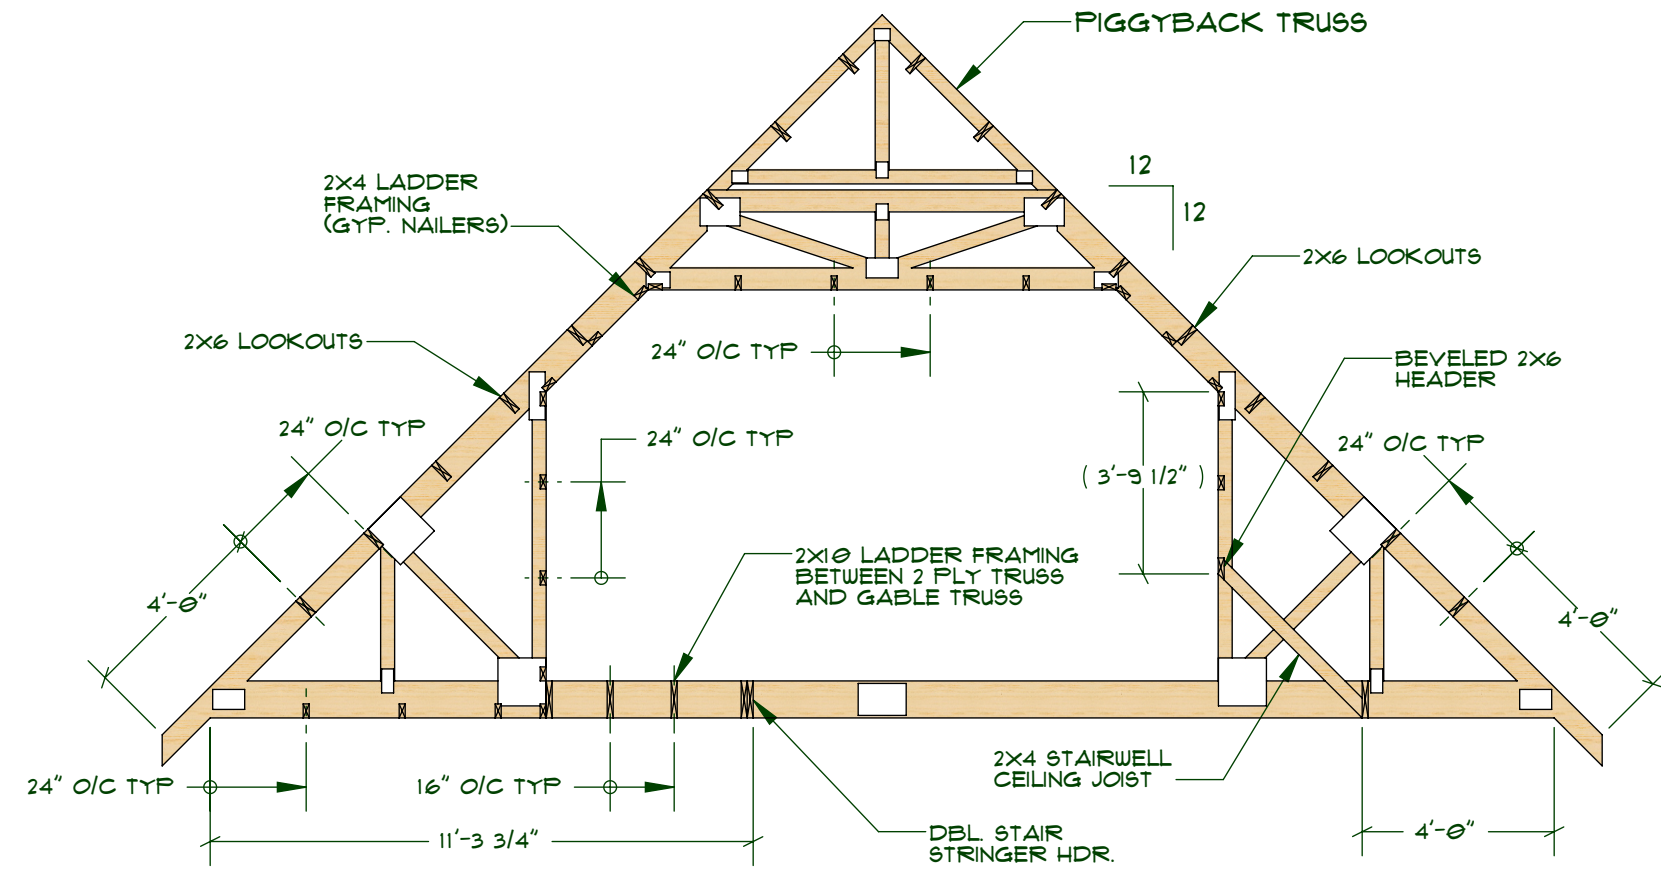 PIGGYBACK TRUSS
12
12
2X4 LADDER
FRAMING
(GYP. NAILERS)
2X6 LOOKOUTS
2X6 LOOKOUTS
24" O/C TYP
BEVELED 2X6
HEADER
24" O/C TYP
24" O/C TYP
24" O/C TYP
( 3'-9 1/2" )
2X10 LADDER FRAMING
BETWEEN 2 PLY TRUSS
AND GABLE TRUSS
4'-0"
4'-0"
24" O/C TYP
16" O/C TYP
2X4 STAIRWELL
CEILING JOIST
11'-3 3/4"
DBL. STAIR
STRINGER HDR.
4'-0"